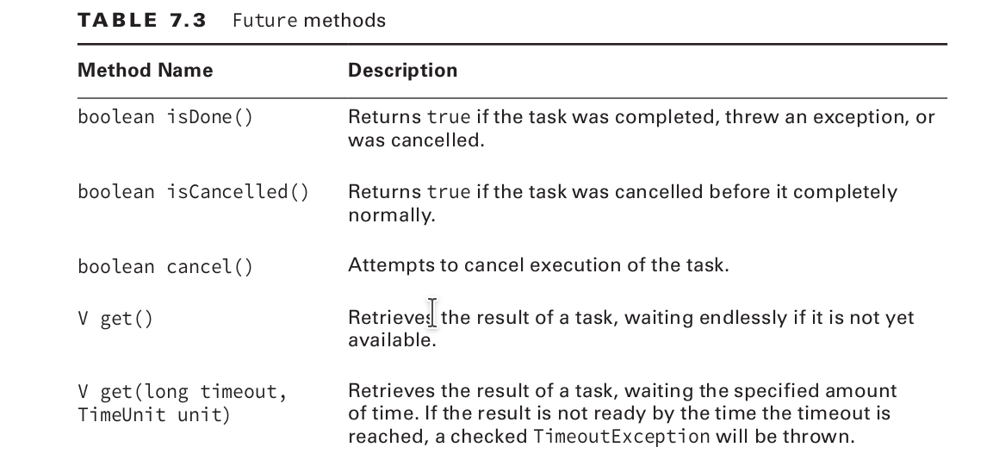 TABLE 7.3 Future methods
Method Name Description
boolean isDone() Returns true if the task was completed, threw an exception, or
was cancelled.
boolean isCancelled() Returns true if the task was cancelled before it completely
normally.
boolean cancel() Attempts to cancel execution of the task.
V get() Retrieves the result of a task, waiting endlessly if it is not yet
available.
V get(long timeout, Retrieves the result of a task, waiting the specified amount
TimeUnit unit) of time. If the result is not ready by the time the timeout is
reached, a checked TimeoutException will be thrown.